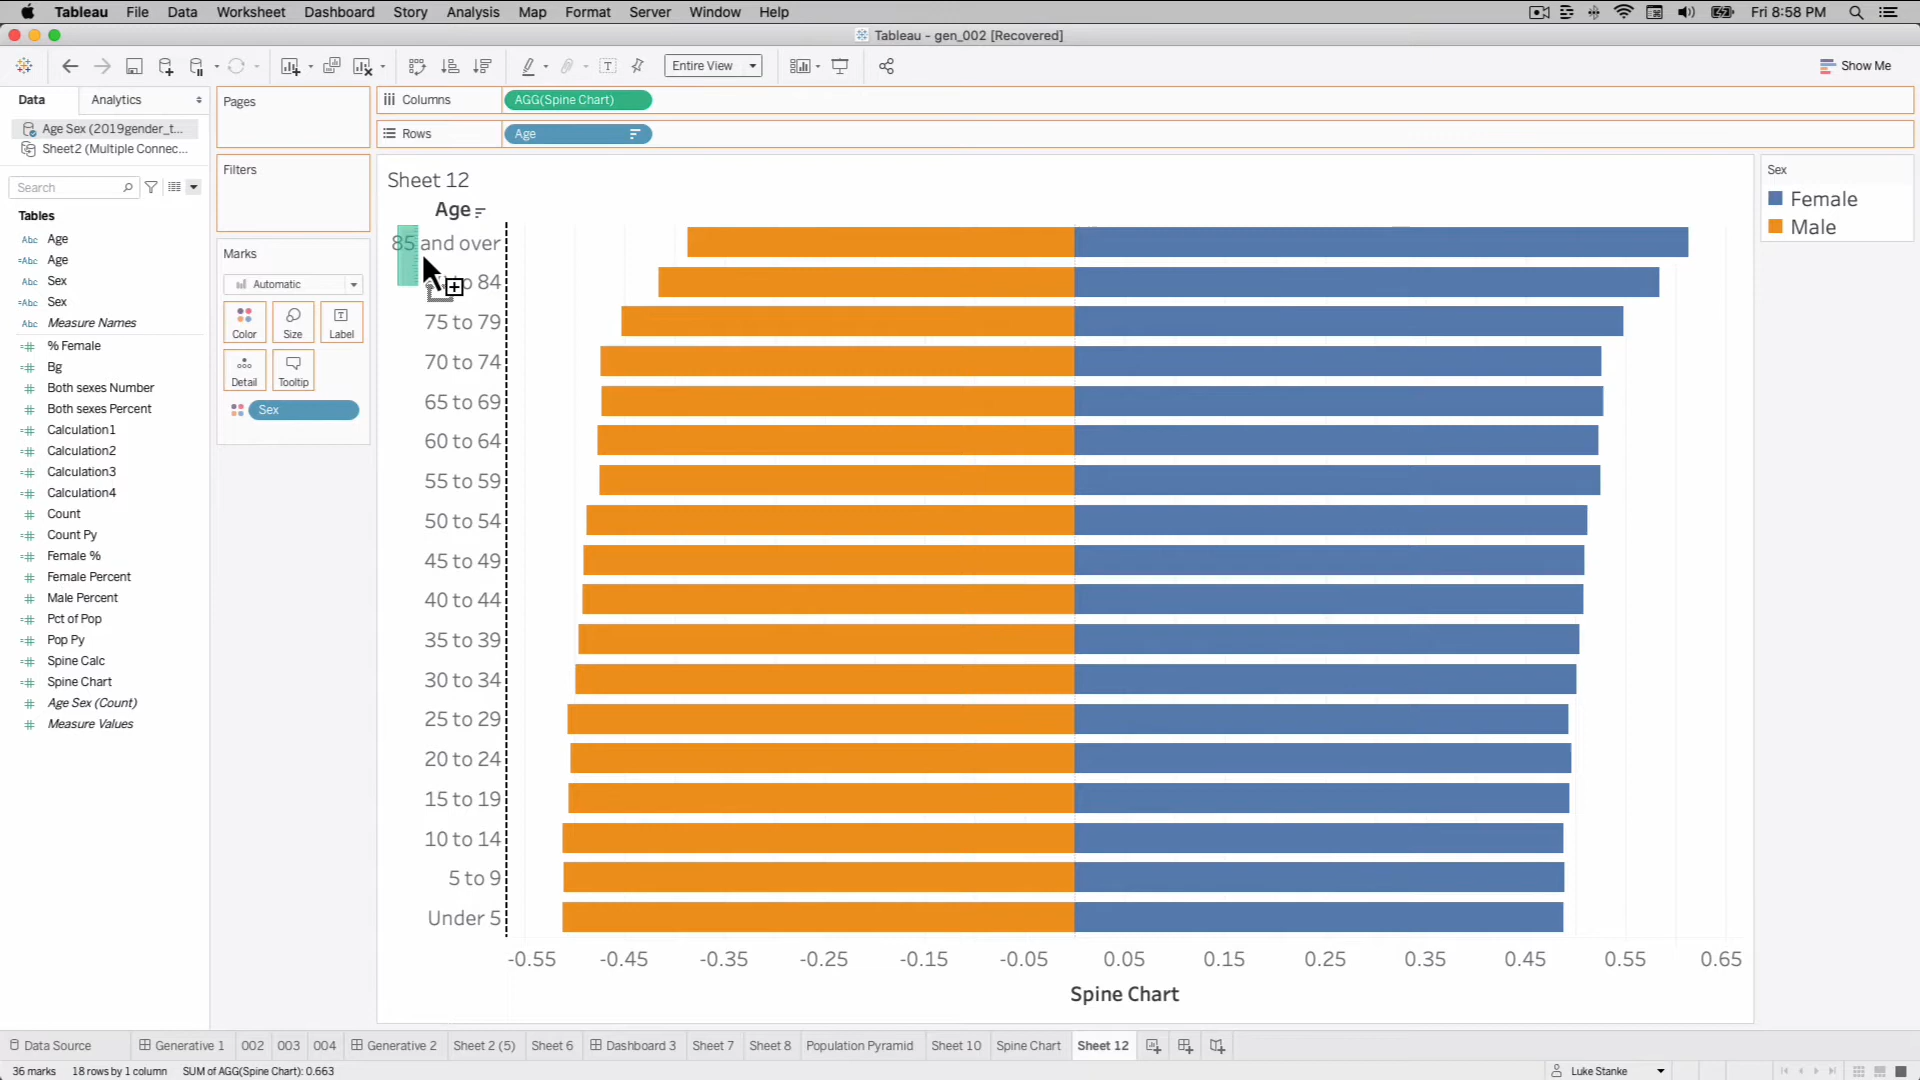 Tableau File Data Worksheet Dashboard Story Analysis Map Format Server Window Help Fri 8:58 PM
Tableau - gen_002 [Recovered]
Entire View Show Me
Data Analytics
Age Sex (2019gender_t...
Sheet2 (Multiple Connec...
Search
Tables
Abc Age
=Abc Age
Abc Sex
=Abc Sex
Abc Measure Names
% Female
Bg
Both sexes Number
Both sexes Percent
Calculation1
Calculation2
Calculation3
Calculation4
Count
Count Py
Female %
Female Percent
Male Percent
Pct of Pop
Pop Py
Spine Calc
Spine Chart
Age Sex (Count)
Measure Values
Pages
Filters
Marks
Automatic
Color Size Label
Detail Tooltip
Sex
Columns AGG(Spine Chart)
Rows Age
Sheet 12
Age
85 and over
to 84
75 to 79
70 to 74
65 to 69
60 to 64
55 to 59
50 to 54
45 to 49
40 to 44
35 to 39
30 to 34
25 to 29
20 to 24
15 to 19
10 to 14
5 to 9
Under 5
-0.55 -0.45 -0.35 -0.25 -0.15 -0.05 0.05 0.15 0.25 0.35 0.45 0.55 0.65
Spine Chart
Sex
Female
Male
Data Source Generative 1 002 003 004 Generative 2 Sheet 2 (5) Sheet 6 Dashboard 3 Sheet 7 Sheet 8 Population Pyramid Sheet 10 Spine Chart Sheet 12
36 marks 18 rows by 1 column SUM of AGG(Spine Chart): 0.663 Luke Stanke